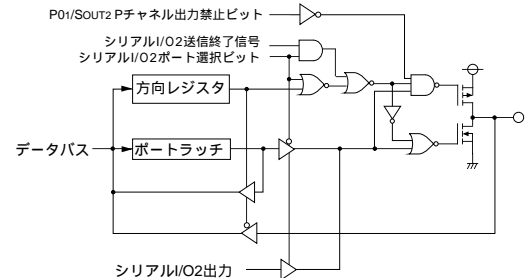 P01/SOUT2 Pチャネル出力禁止ビット
シリアルI/O2送信終了信号
シリアルI/O2ポート選択ビット
方向レジスタ
データバス
ポートラッチ
シリアルI/O2出力